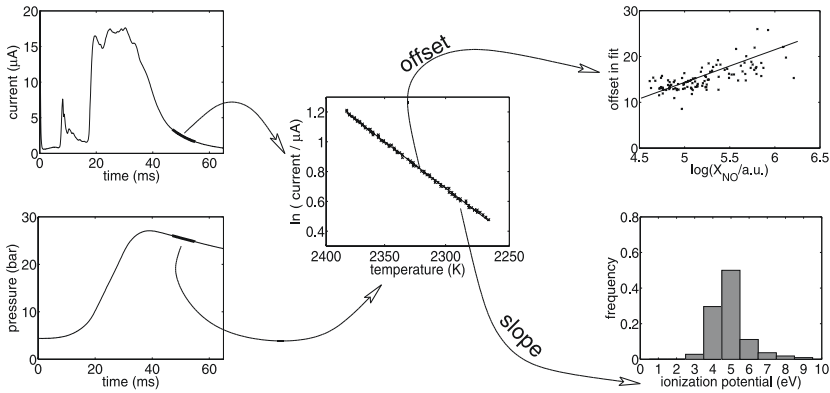 20
15
10
5
0
0 20 40 60
current (μA)
time (ms)
30
20
10
0
0 20 40 60
pressure (bar)
time (ms)
offset
1.2
1.0
0.8
0.6
0.4
2400 2350 2300 2250
ln ( current / μA)
temperature (K)
slope
40
30
20
10
0
4.5 5.0 5.5 6.0 6.5
offset in fit
log(X_NO/a.u.)
0.8
0.6
0.4
0.2
0
0 1 2 3 4 5 6 7 8 9 10
frequency
ionization potential (eV)